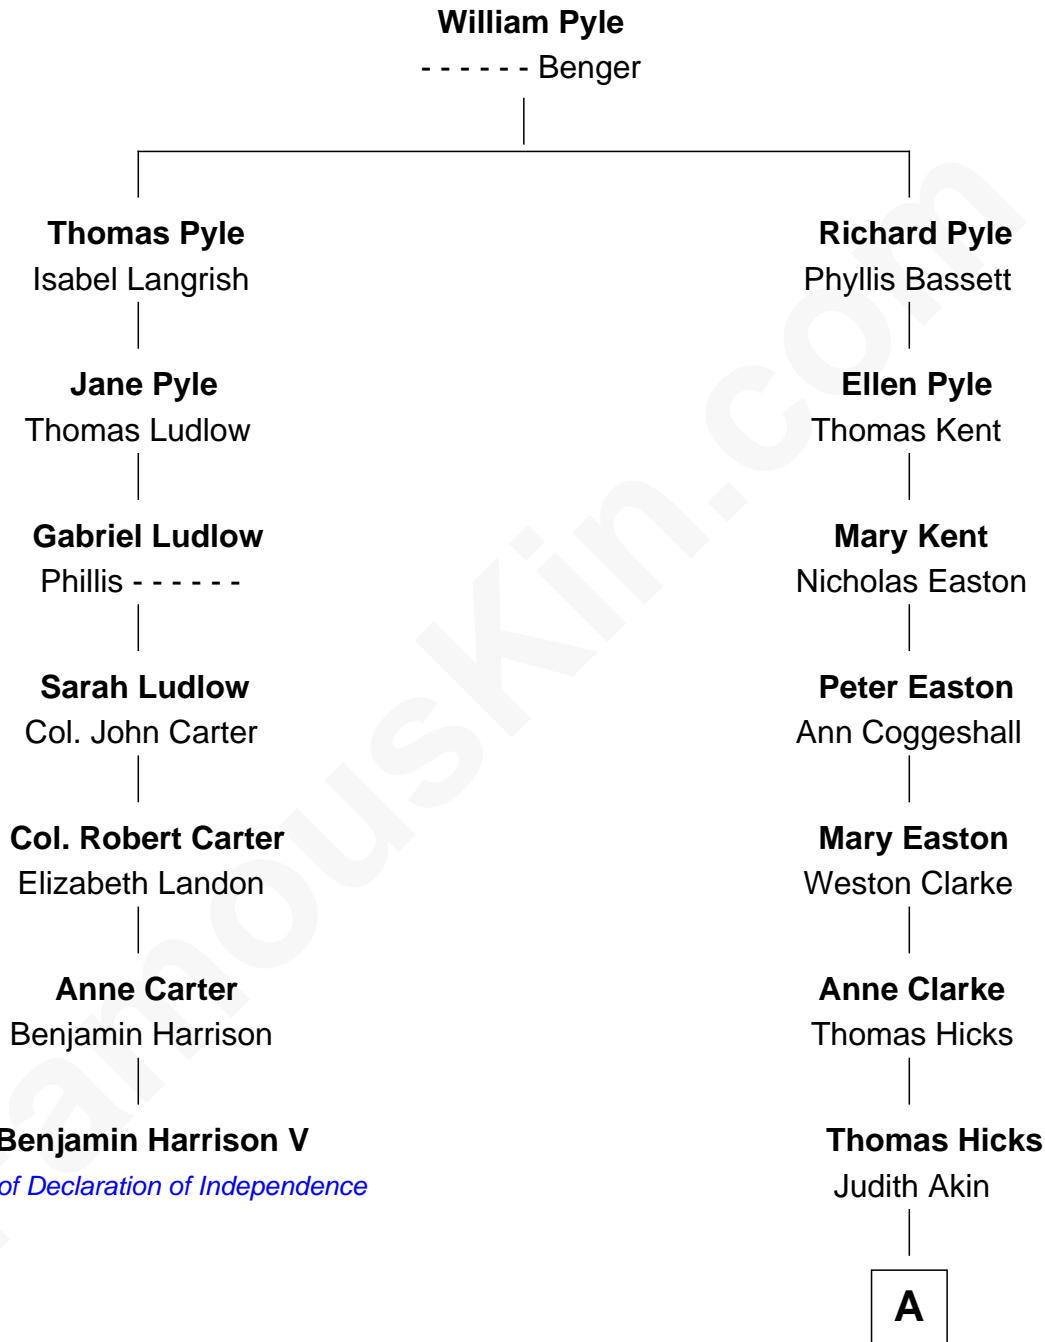 William Pyle
- - - - - - Benger
Thomas Pyle
Isabel Langrish
Richard Pyle
Phyllis Bassett
Jane Pyle
Thomas Ludlow
Ellen Pyle
Thomas Kent
Gabriel Ludlow
Phillis - - - - - -
Mary Kent
Nicholas Easton
Sarah Ludlow
Col. John Carter
Peter Easton
Ann Coggeshall
Col. Robert Carter
Elizabeth Landon
Mary Easton
Weston Clarke
Anne Carter
Benjamin Harrison
Anne Clarke
Thomas Hicks
Benjamin Harrison V
of Declaration of Independence
Thomas Hicks
Judith Akin
A
FamousKin.com